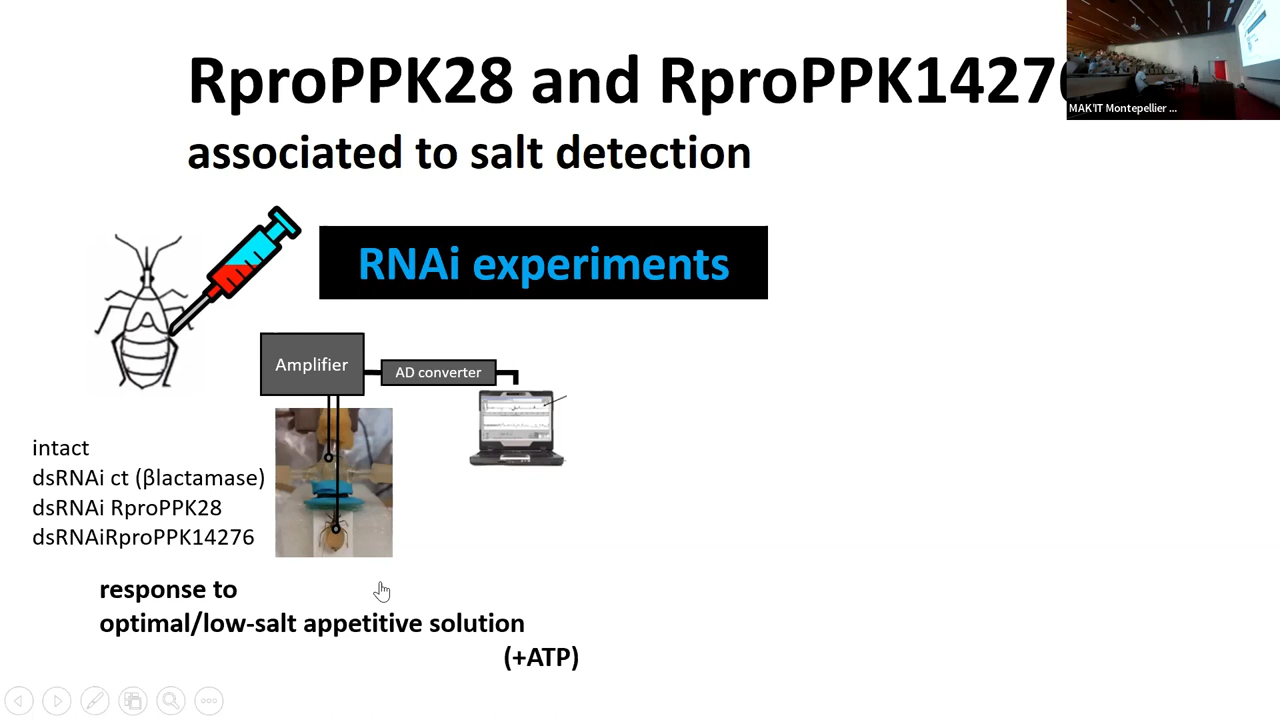 RproPPK28 and RproPPK1427
associated to salt detection
MAK'IT Montepellier ...
RNAi experiments
Amplifier
AD converter
intact
dsRNAi ct (βlactamase)
dsRNAi RproPPK28
dsRNAiRproPPK14276
response to
optimal/low-salt appetitive solution
(+ATP)